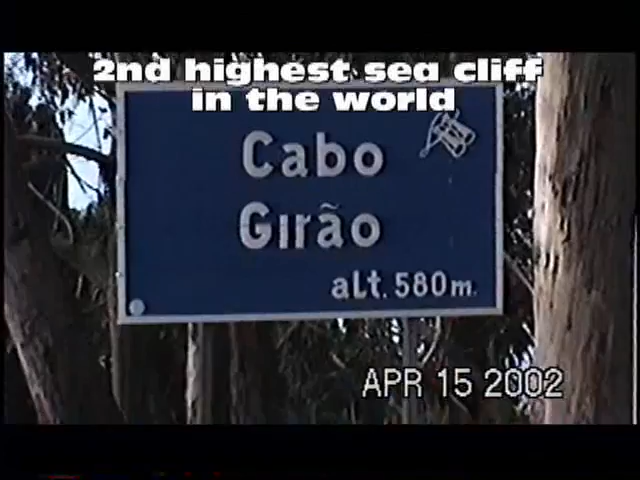 2nd highest sea cliff
in the world
Cabo
Girão
alt. 580m.
APR 15 2002